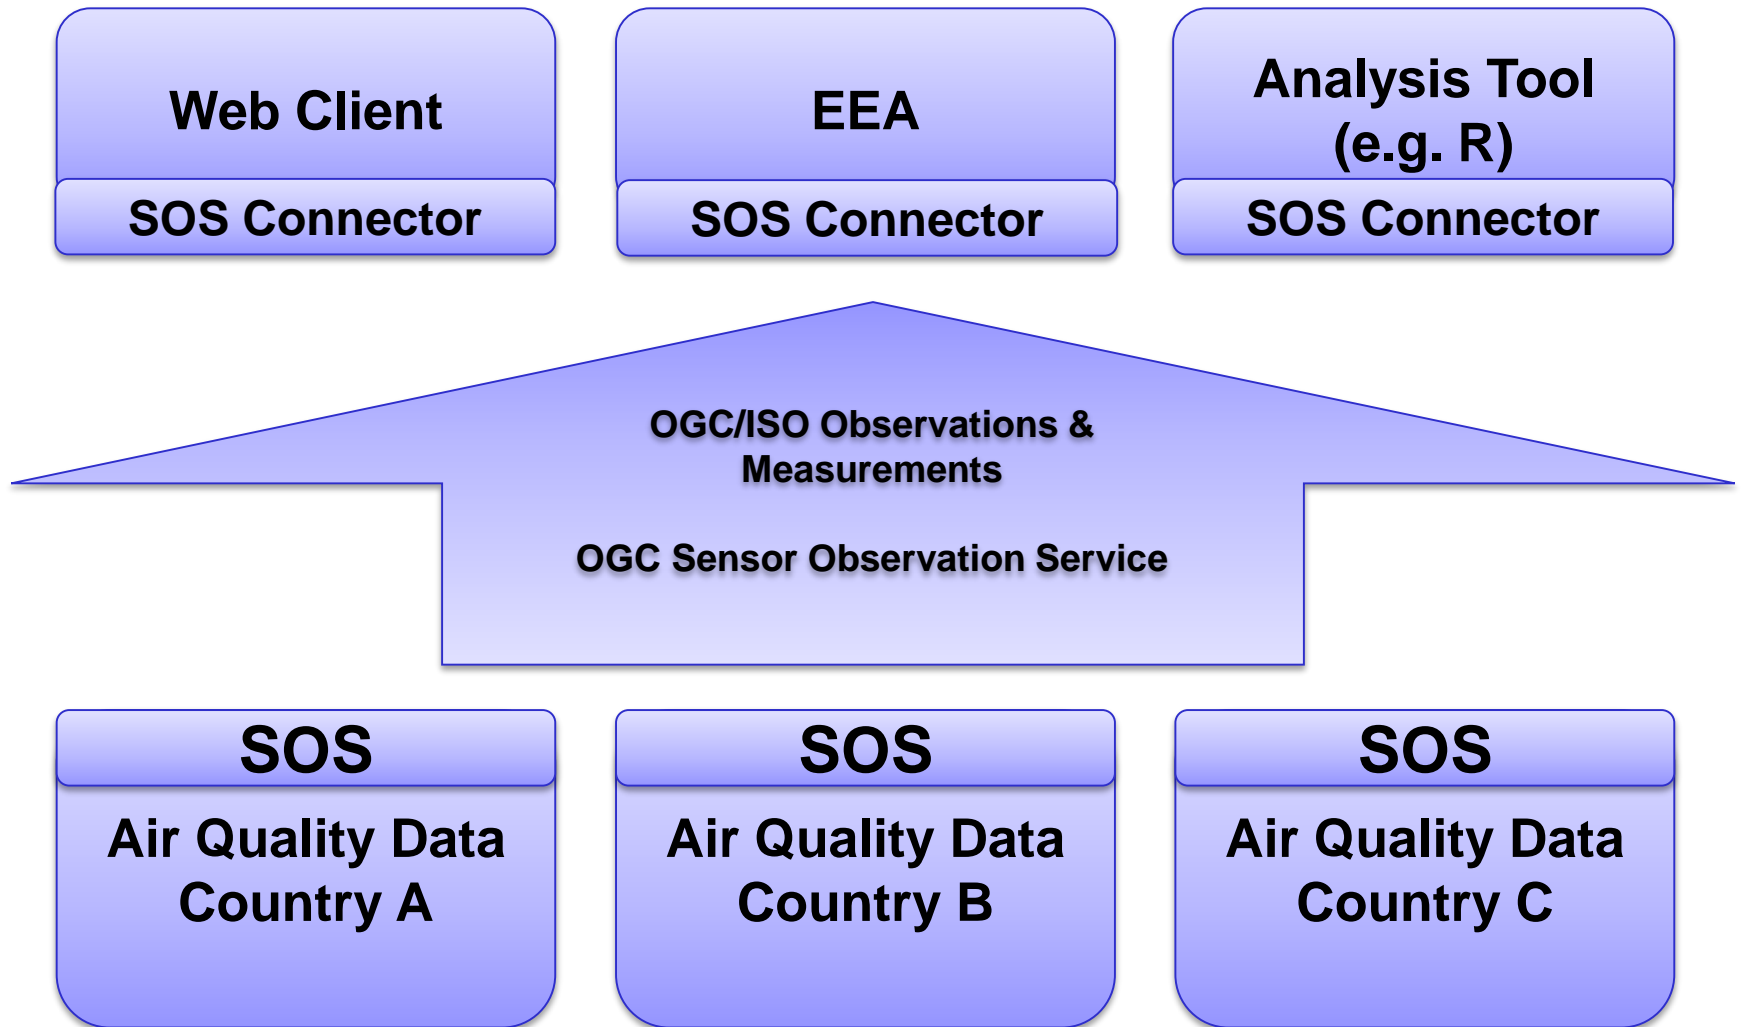 Web Client
SOS Connector
EEA
SOS Connector
Analysis Tool
(e.g. R)
SOS Connector
OGC/ISO Observations &
Measurements
OGC Sensor Observation Service
SOS
Air Quality Data
Country A
SOS
Air Quality Data
Country B
SOS
Air Quality Data
Country C